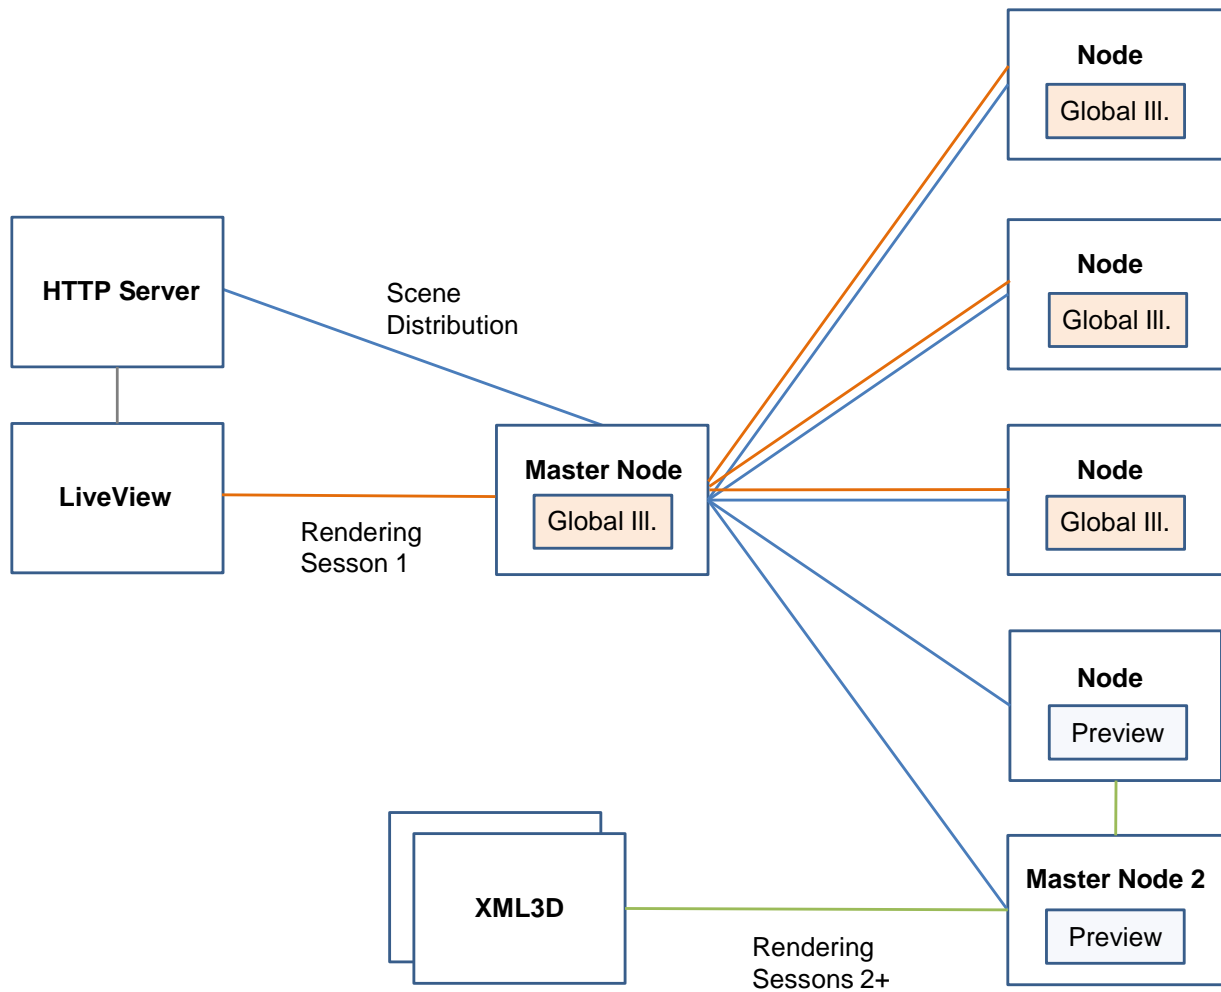 Node
Global Ill.
Node
Global Ill.
HTTP Server
Scene
Distribution
LiveView
Rendering
Sesson 1
Master Node
Global Ill.
Node
Global Ill.
Node
Preview
XML3D
Rendering
Sessons 2+
Master Node 2
Preview